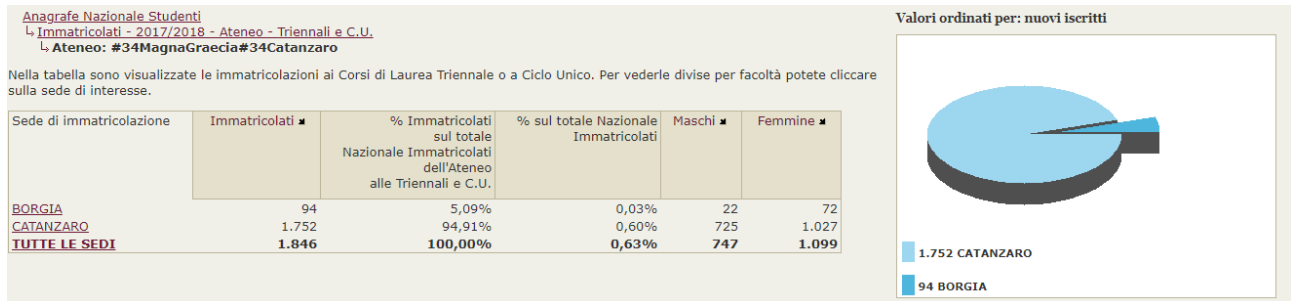 Anagrafe Nazionale Studenti
Immatricolati - 2017/2018 - Ateneo - Triennali e C.U.
Ateneo: #34MagnaGraecia#34Catanzaro
Nella tabella sono visualizzate le immatricolazioni ai Corsi di Laurea Triennale o a Ciclo Unico. Per vederle divise per facoltà potete cliccare
sulla sede di interesse.
Sede di immatricolazione Immatricolati % Immatricolati % sul totale Nazionale Maschi Femmine
sul totale Immatricolati
Nazionale Immatricolati
dell'Ateneo
alle Triennali e C.U.
BORGIA 94 5,09% 0,03% 22 72
CATANZARO 1.752 94,91% 0,60% 725 1.027
TUTTE LE SEDI 1.846 100,00% 0,63% 747 1.099
Valori ordinati per: nuovi iscritti
1.752 CATANZARO
94 BORGIA